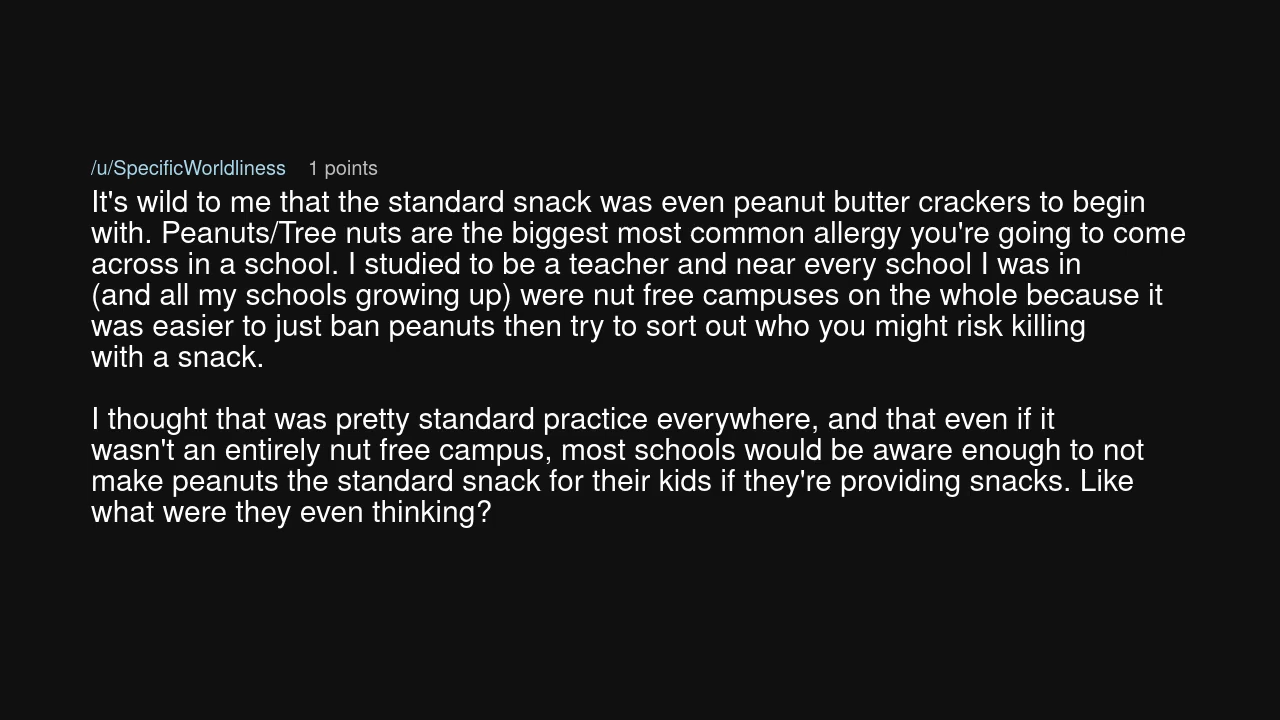 /u/SpecificWorldliness 1 points
It's wild to me that the standard snack was even peanut butter crackers to begin
with. Peanuts/Tree nuts are the biggest most common allergy you're going to come
across in a school. I studied to be a teacher and near every school I was in
(and all my schools growing up) were nut free campuses on the whole because it
was easier to just ban peanuts then try to sort out who you might risk killing
with a snack.
I thought that was pretty standard practice everywhere, and that even if it
wasn't an entirely nut free campus, most schools would be aware enough to not
make peanuts the standard snack for their kids if they're providing snacks. Like
what were they even thinking?